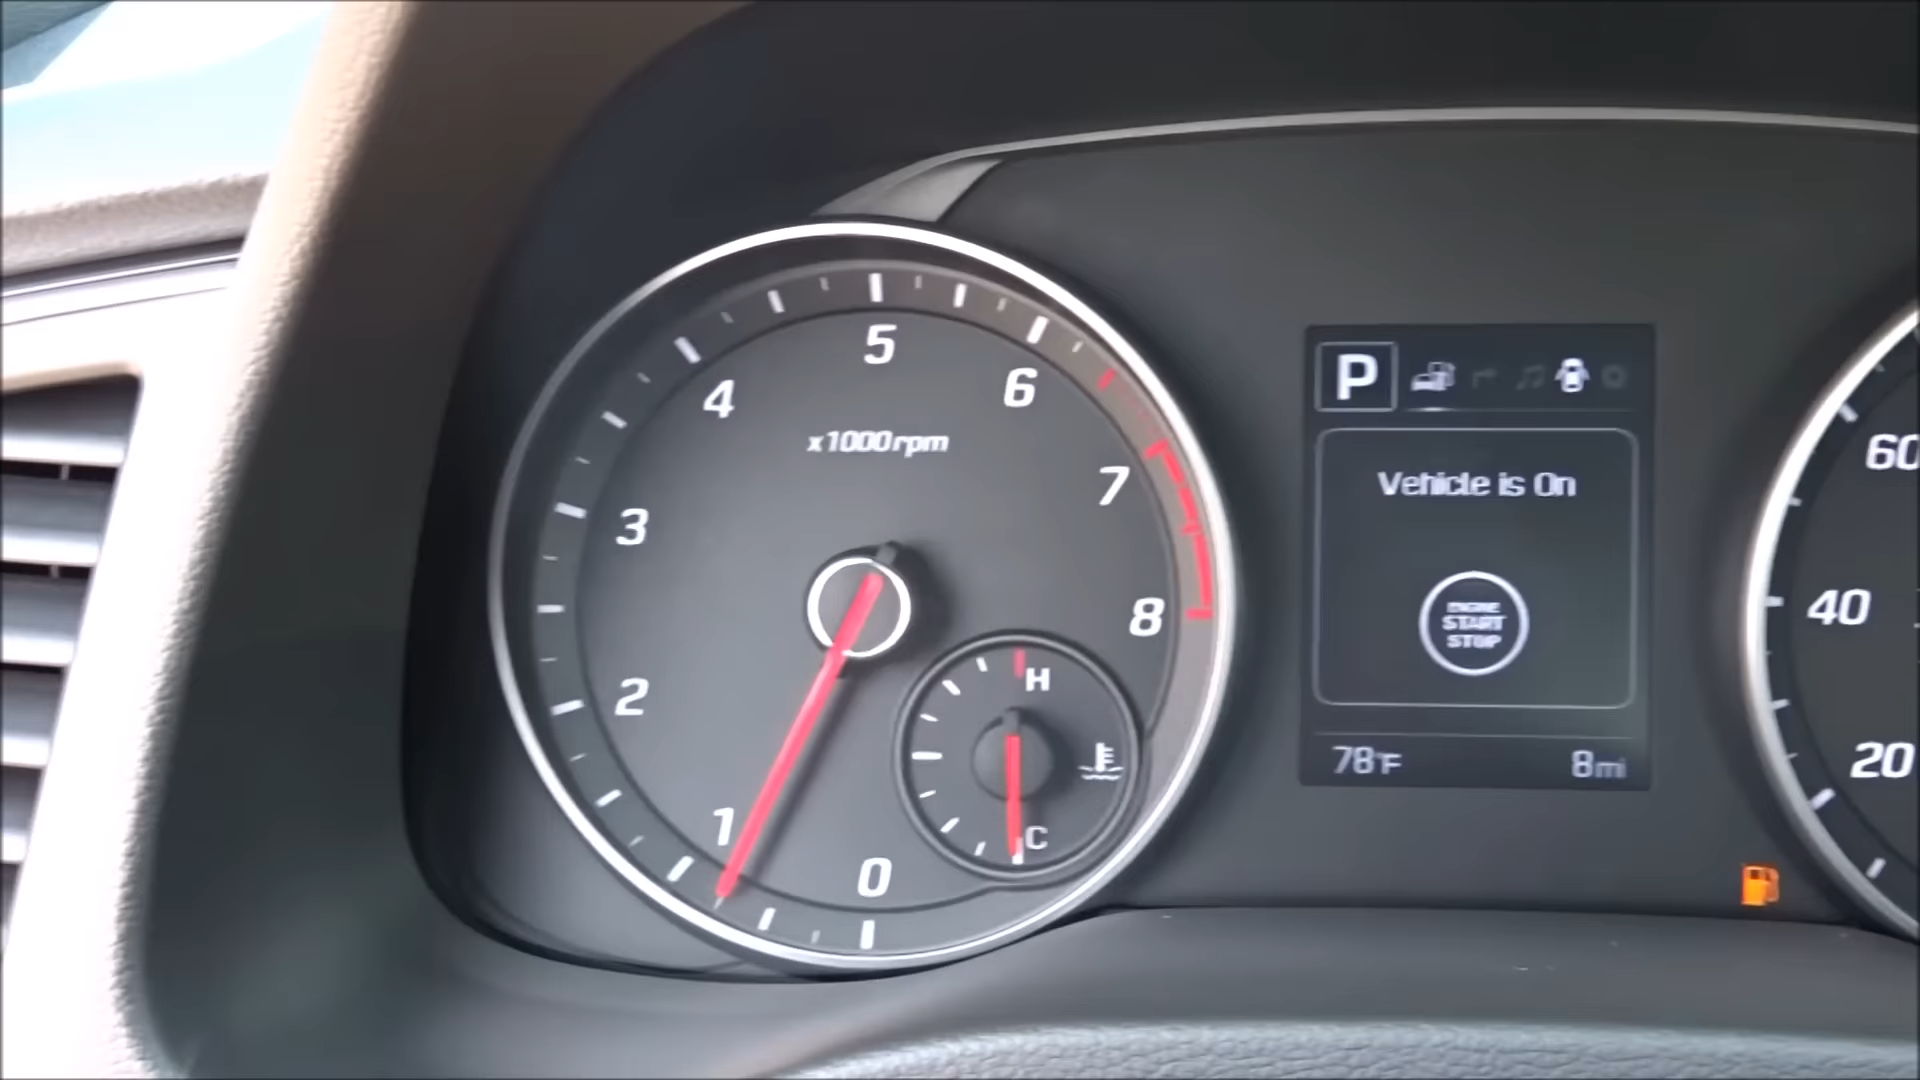 5
4
6
x1000rpm
3
7
2
8
1
0
H
C
P
Vehicle is On
ENGINE
START
STOP
78°F
8mi
60
40
20